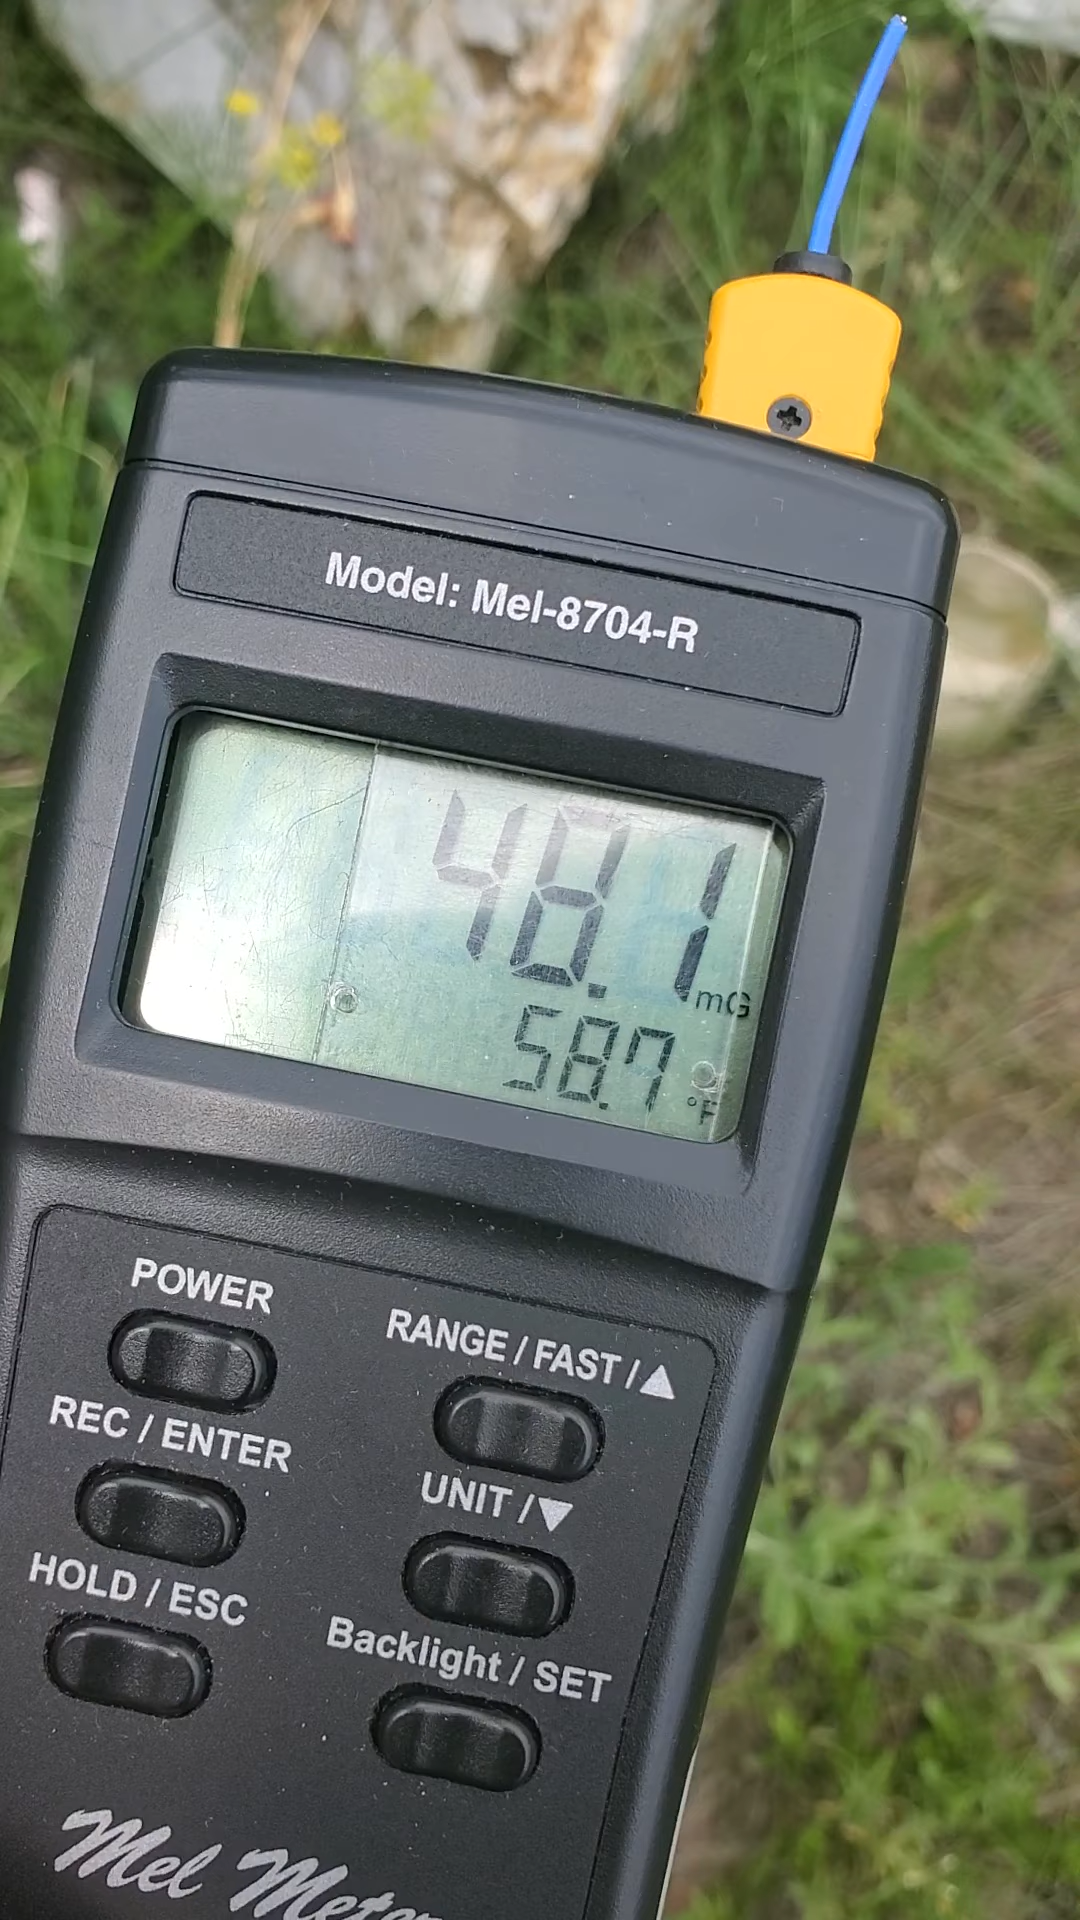 Model: Mel-8704-R
48.1 mG
58.7 °F
POWER
RANGE / FAST / ▲
REC / ENTER
UNIT / ▼
HOLD / ESC
Backlight / SET
Mel Meter